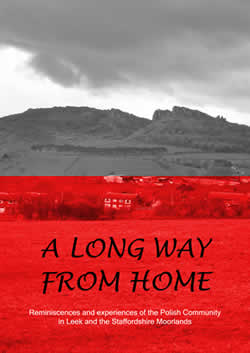 A LONG WAY
FROM HOME
Reminiscences and experiences of the Polish Community
in Leek and the Staffordshire Moorlands